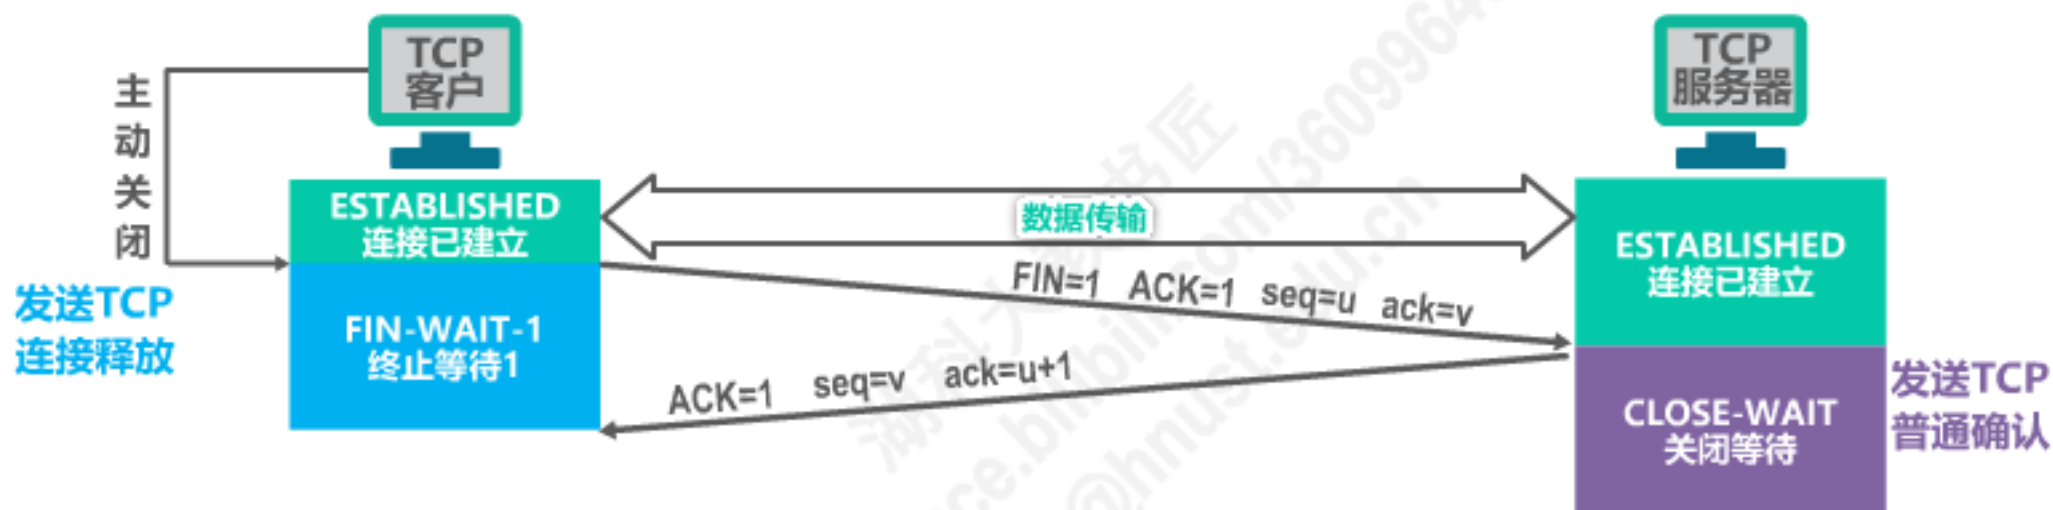 TCP
客户
TCP
服务器
主
动
关
闭
ESTABLISHED
连接已建立
数据传输
ESTABLISHED
连接已建立
FIN=1 ACK=1 seq=u ack=v
发送TCP
连接释放
FIN-WAIT-1
终止等待1
ACK=1 seq=v ack=u+1
CLOSE-WAIT
关闭等待
发送TCP
普通确认